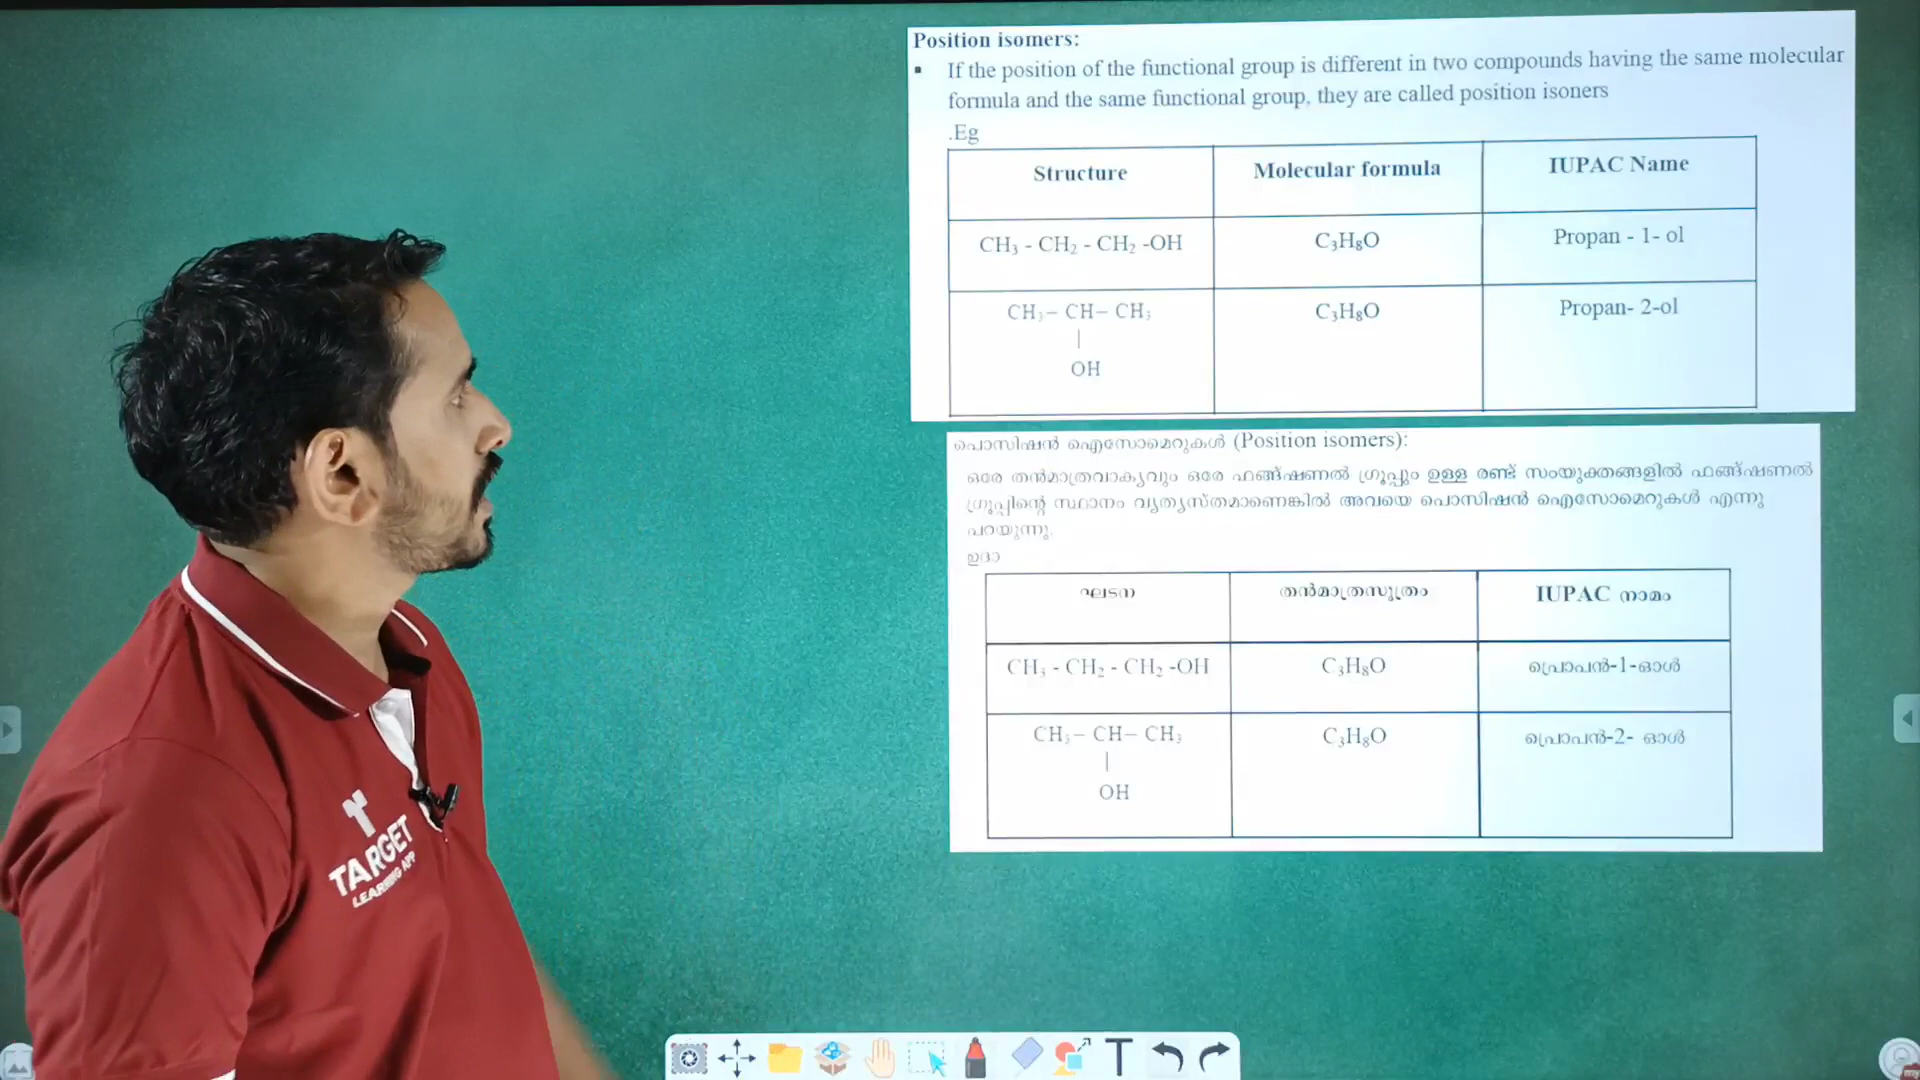 Position isomers:
▪ If the position of the functional group is different in two compounds having the same molecular
formula and the same functional group, they are called position isoners
.Eg
Structure Molecular formula IUPAC Name
CH₃ - CH₂ - CH₂ -OH C₃H₈O Propan - 1- ol
CH₃– CH– CH₃ C₃H₈O Propan- 2-ol
|
OH
പൊസിഷൻ ഐസോമെറുകൾ (Position isomers):
ഒരേ തൻമാത്രവാക്യവും ഒരേ ഫങ്ങ്ഷണൽ ഗ്രൂപ്പും ഉള്ള രണ്ട് സംയുക്തങ്ങളിൽ ഫങ്ങ്ഷണൽ
ഗ്രൂപ്പിന്റെ സ്ഥാനം വ്യത്യസ്തമാണെങ്കിൽ അവയെ പൊസിഷൻ ഐസോമെറുകൾ എന്നു
പറയുന്നു.
ഉദാ
ഘടന തൻമാത്രസൂത്രം IUPAC നാമം
CH₃ - CH₂ - CH₂ -OH C₃H₈O പ്രൊപൻ-1-ഓൾ
CH₃– CH– CH₃ C₃H₈O പ്രൊപൻ-2- ഓൾ
|
OH
TARGET
LEARNING APP